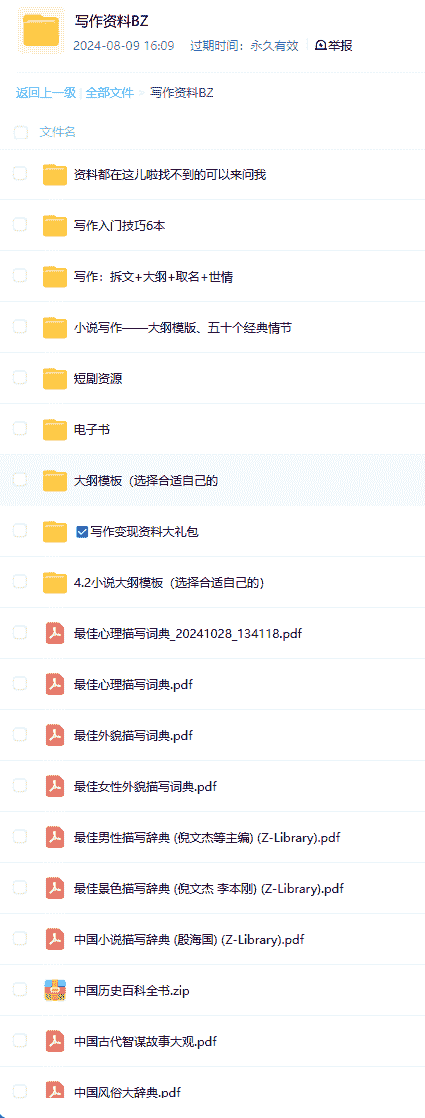 写作资料BZ
2024-08-09 16:09 过期时间：永久有效 举报
返回上一级 | 全部文件 > 写作资料BZ
文件名
资料都在这儿啦找不到的可以来问我
写作入门技巧6本
写作：拆文+大纲+取名+世情
小说写作——大纲模版、五十个经典情节
短剧资源
电子书
大纲模板（选择合适自己的
写作变现资料大礼包
4.2小说大纲模板（选择合适自己的）
最佳心理描写词典_20241028_134118.pdf
最佳心理描写词典.pdf
最佳外貌描写词典.pdf
最佳女性外貌描写词典.pdf
最佳男性描写辞典 (倪文杰等主编) (Z-Library).pdf
最佳景色描写辞典 (倪文杰 李本刚) (Z-Library).pdf
中国小说描写辞典 (殷海国) (Z-Library).pdf
中国历史百科全书.zip
中国古代智谋故事大观.pdf
中国风俗大辞典.pdf